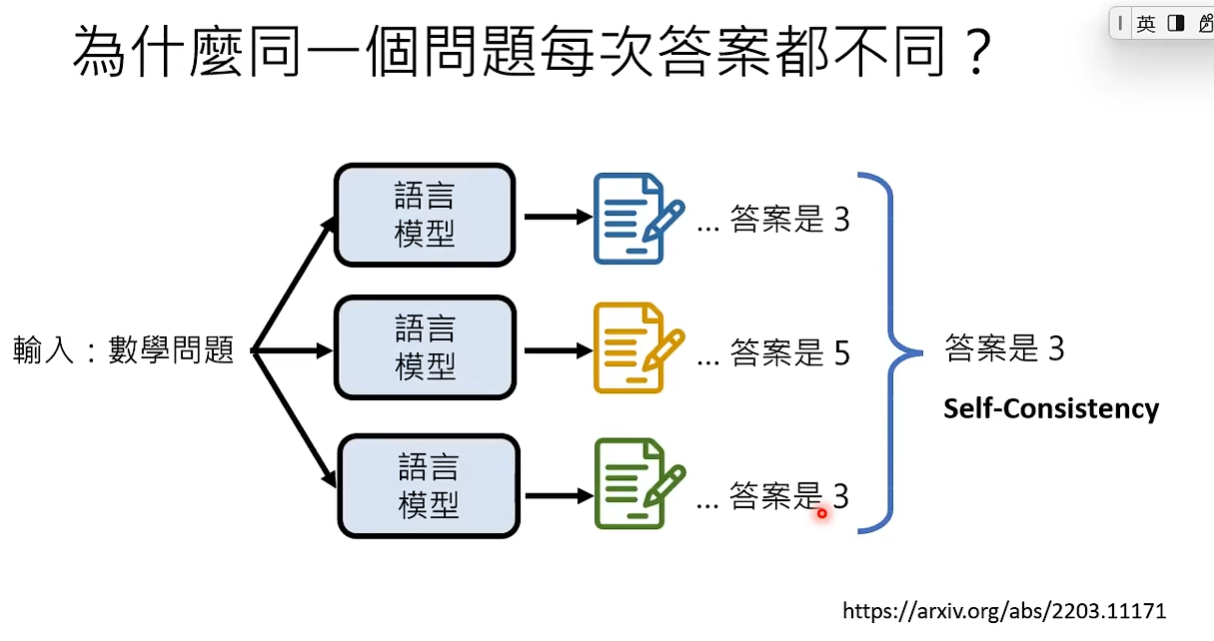 英
為什麼同一個問題每次答案都不同？
語言
模型
... 答案是 3
輸入：數學問題
語言
模型
... 答案是 5
語言
模型
... 答案是 3
答案是 3
Self-Consistency
https://arxiv.org/abs/2203.11171